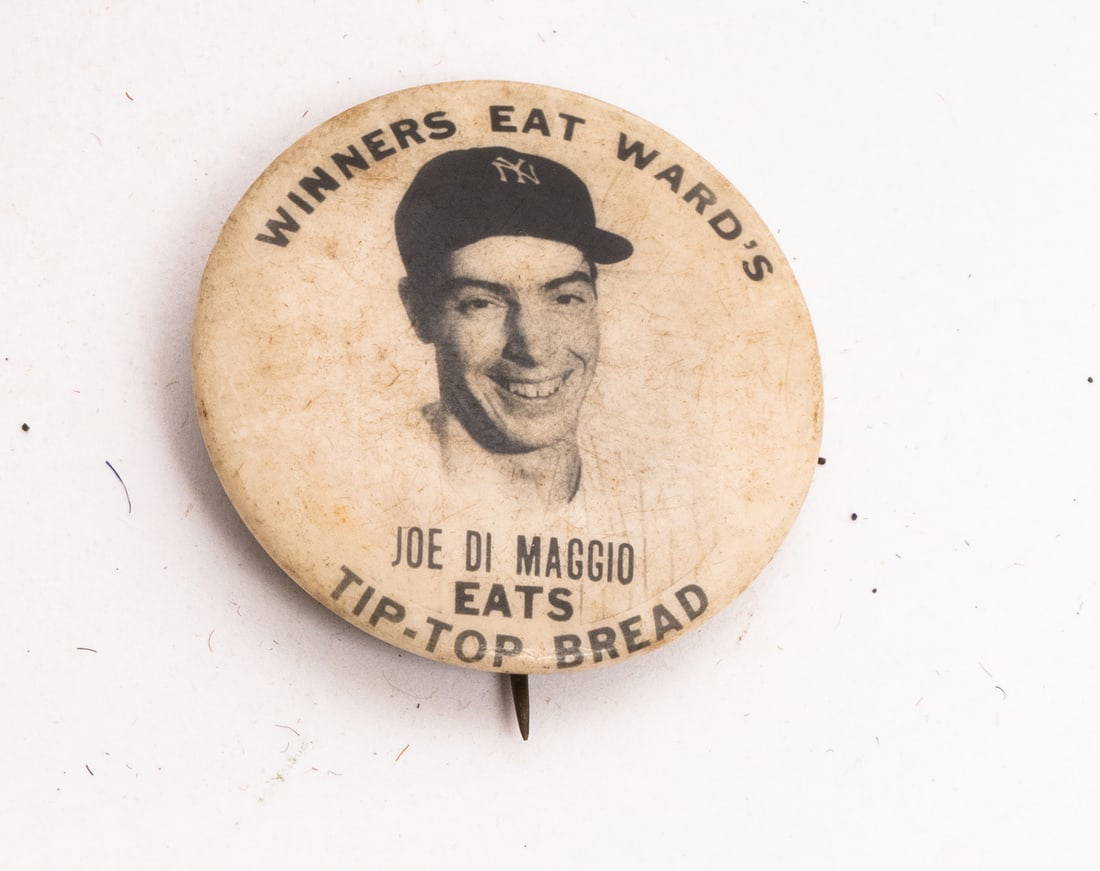 WINNERS EAT WARD'S
NY
JOE DI MAGGIO
EATS
TIP-TOP BREAD